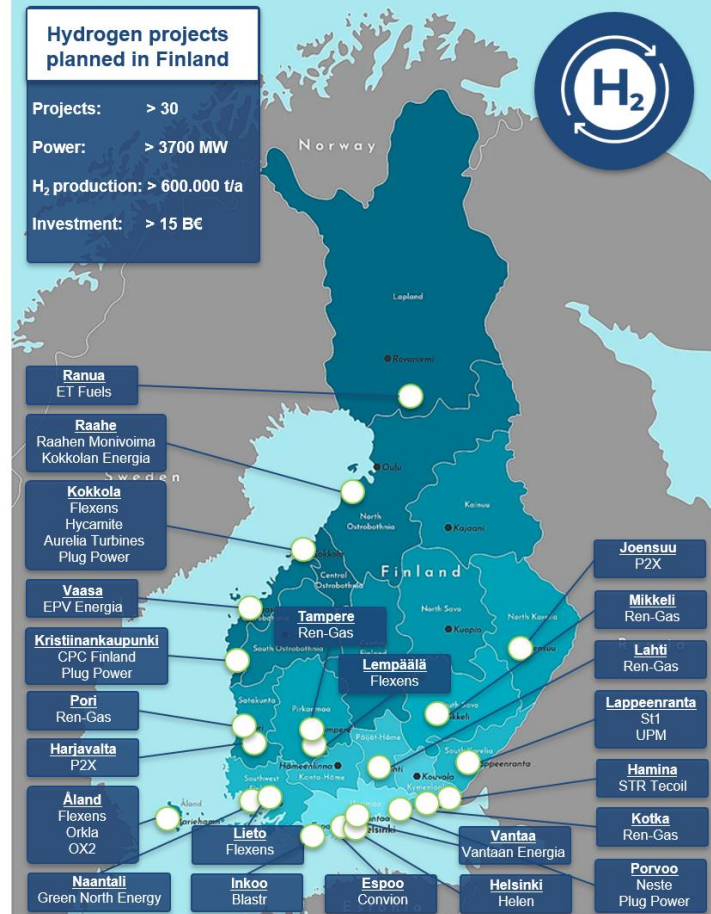 Hydrogen projects
planned in Finland
Projects: > 30
Power: > 3700 MW
H₂ production: > 600.000 t/a
Investment: > 15 B€
H₂
Norway
Lapland
Rovaniemi
Ranua
ET Fuels
Raahe
Raahen Monivoima
Kokkolan Energia
Sweden
Oulu
North
Ostrobothnia
Kainuu
Kajaani
Kokkola
Flexens
Hycamite
Aurelia Turbines
Plug Power
Central
Ostrobothnia
Finland
Joensuu
P2X
Vaasa
EPV Energia
Tampere
Ren-Gas
North Savo
Kuopio
North Karelia
Mikkeli
Ren-Gas
Kristiinankaupunki
CPC Finland
Plug Power
South Ostrobothnia
Lempäälä
Flexens
Lahti
Ren-Gas
Pori
Ren-Gas
Satakunta
Pirkanmaa
Lappeenranta
St1
UPM
Harjavalta
P2X
Päijät-Häme
South Karelia
Hämeenlinna
Kanta-Häme
Kouvola
Hamina
STR Tecoil
Åland
Flexens
Orkla
OX2
Åland
Southwest
Kotka
Ren-Gas
Lieto
Flexens
Vantaa
Vantaan Energia
Porvoo
Neste
Plug Power
Naantali
Green North Energy
Inkoo
Blastr
Espoo
Convion
Helsinki
Helen